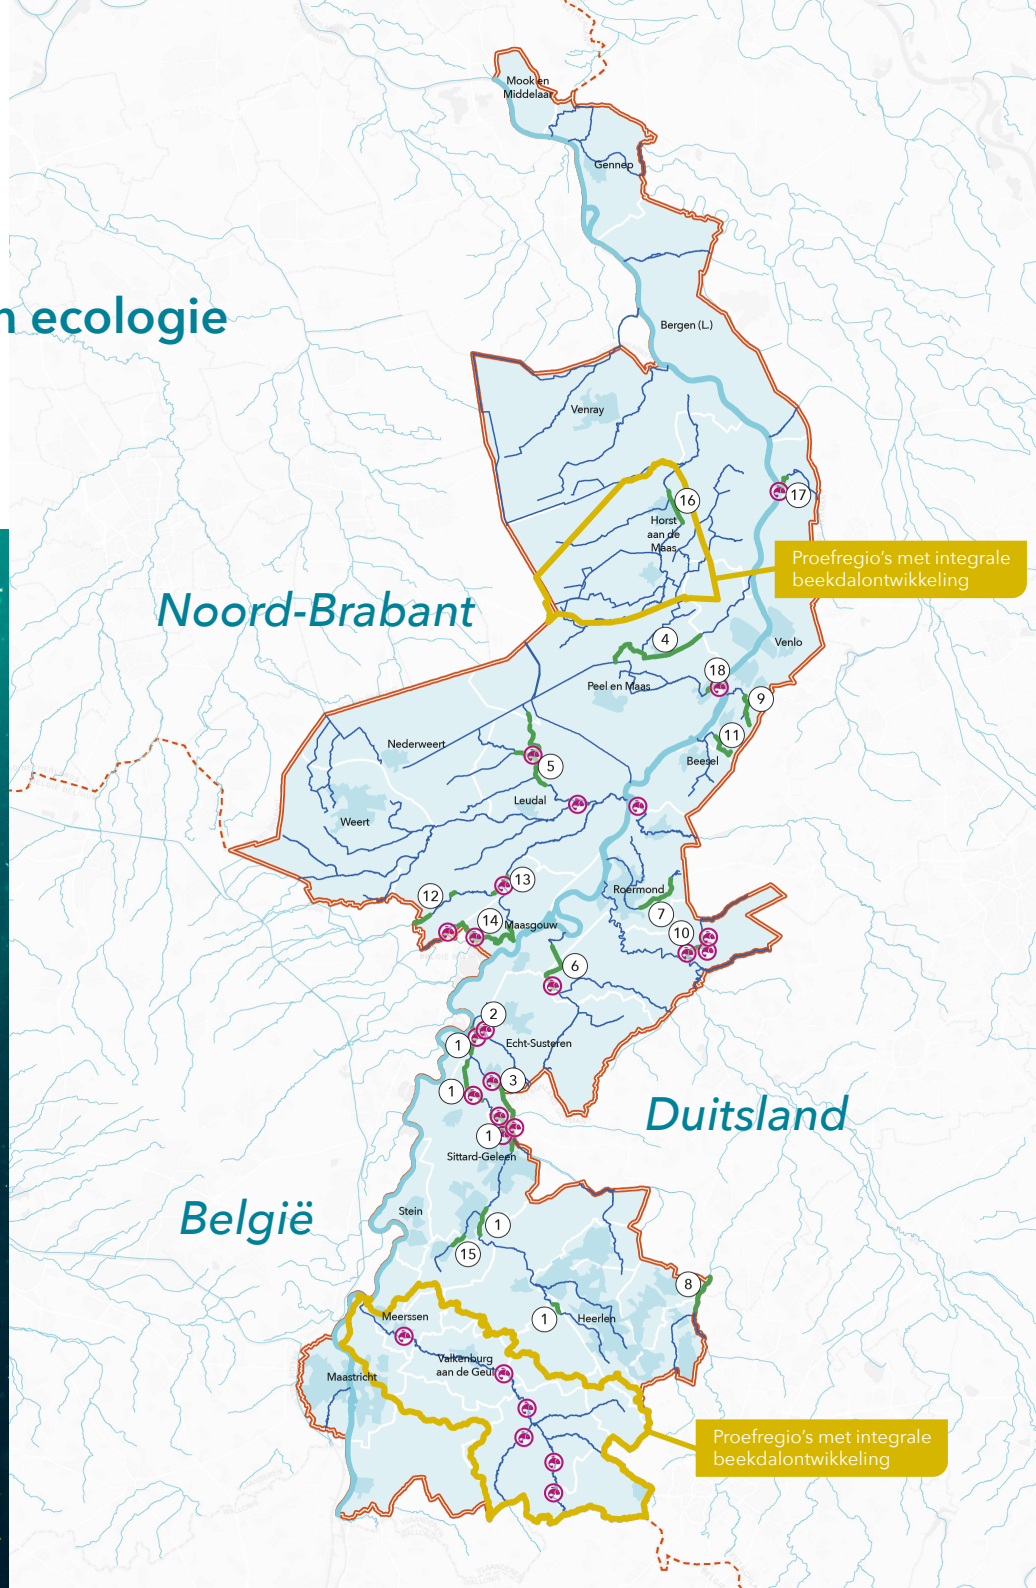 Mook en
Middelaar
Gennep
n ecologie
Bergen (L.)
Venray
16
17
Horst
aan de
Maas
Proefregio's met integrale
beekdalontwikkeling
Noord-Brabant
4
Venlo
18
Peel en Maas
9
11
Nederweert
Beesel
5
Leudal
Weert
13
12
Roermond
7
14
Maasgouw
10
6
2
1
Echt-Susteren
3
1
Duitsland
1
Sittard-Geleen
België
Stein
1
15
8
Meerssen
1
Heerlen
Valkenburg
aan de Geul
Maastricht
Proefregio's met integrale
beekdalontwikkeling